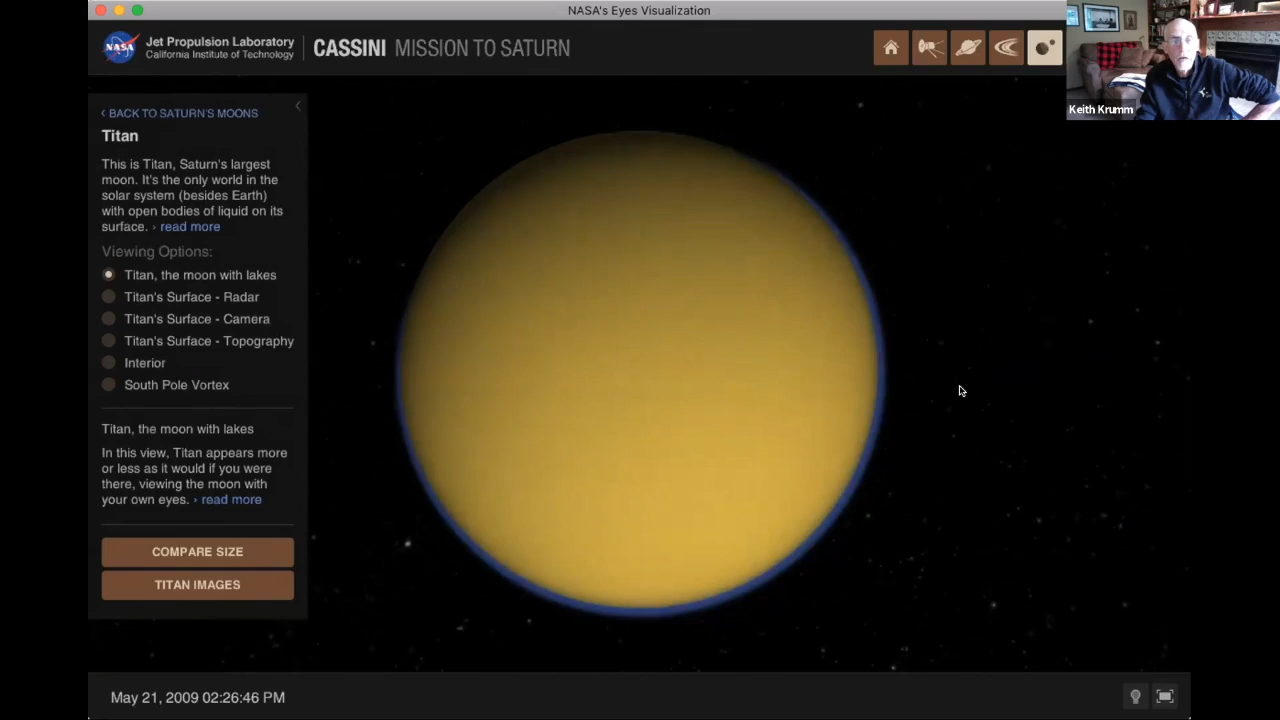 NASA's Eyes Visualization
NASA
Jet Propulsion Laboratory
California Institute of Technology
CASSINI MISSION TO SATURN
Keith Krumm
‹ BACK TO SATURN'S MOONS
Titan
This is Titan, Saturn's largest
moon. It's the only world in the
solar system (besides Earth)
with open bodies of liquid on its
surface. › read more
Viewing Options:
Titan, the moon with lakes
Titan's Surface - Radar
Titan's Surface - Camera
Titan's Surface - Topography
Interior
South Pole Vortex
Titan, the moon with lakes
In this view, Titan appears more
or less as it would if you were
there, viewing the moon with
your own eyes. › read more
COMPARE SIZE
TITAN IMAGES
May 21, 2009 02:26:46 PM